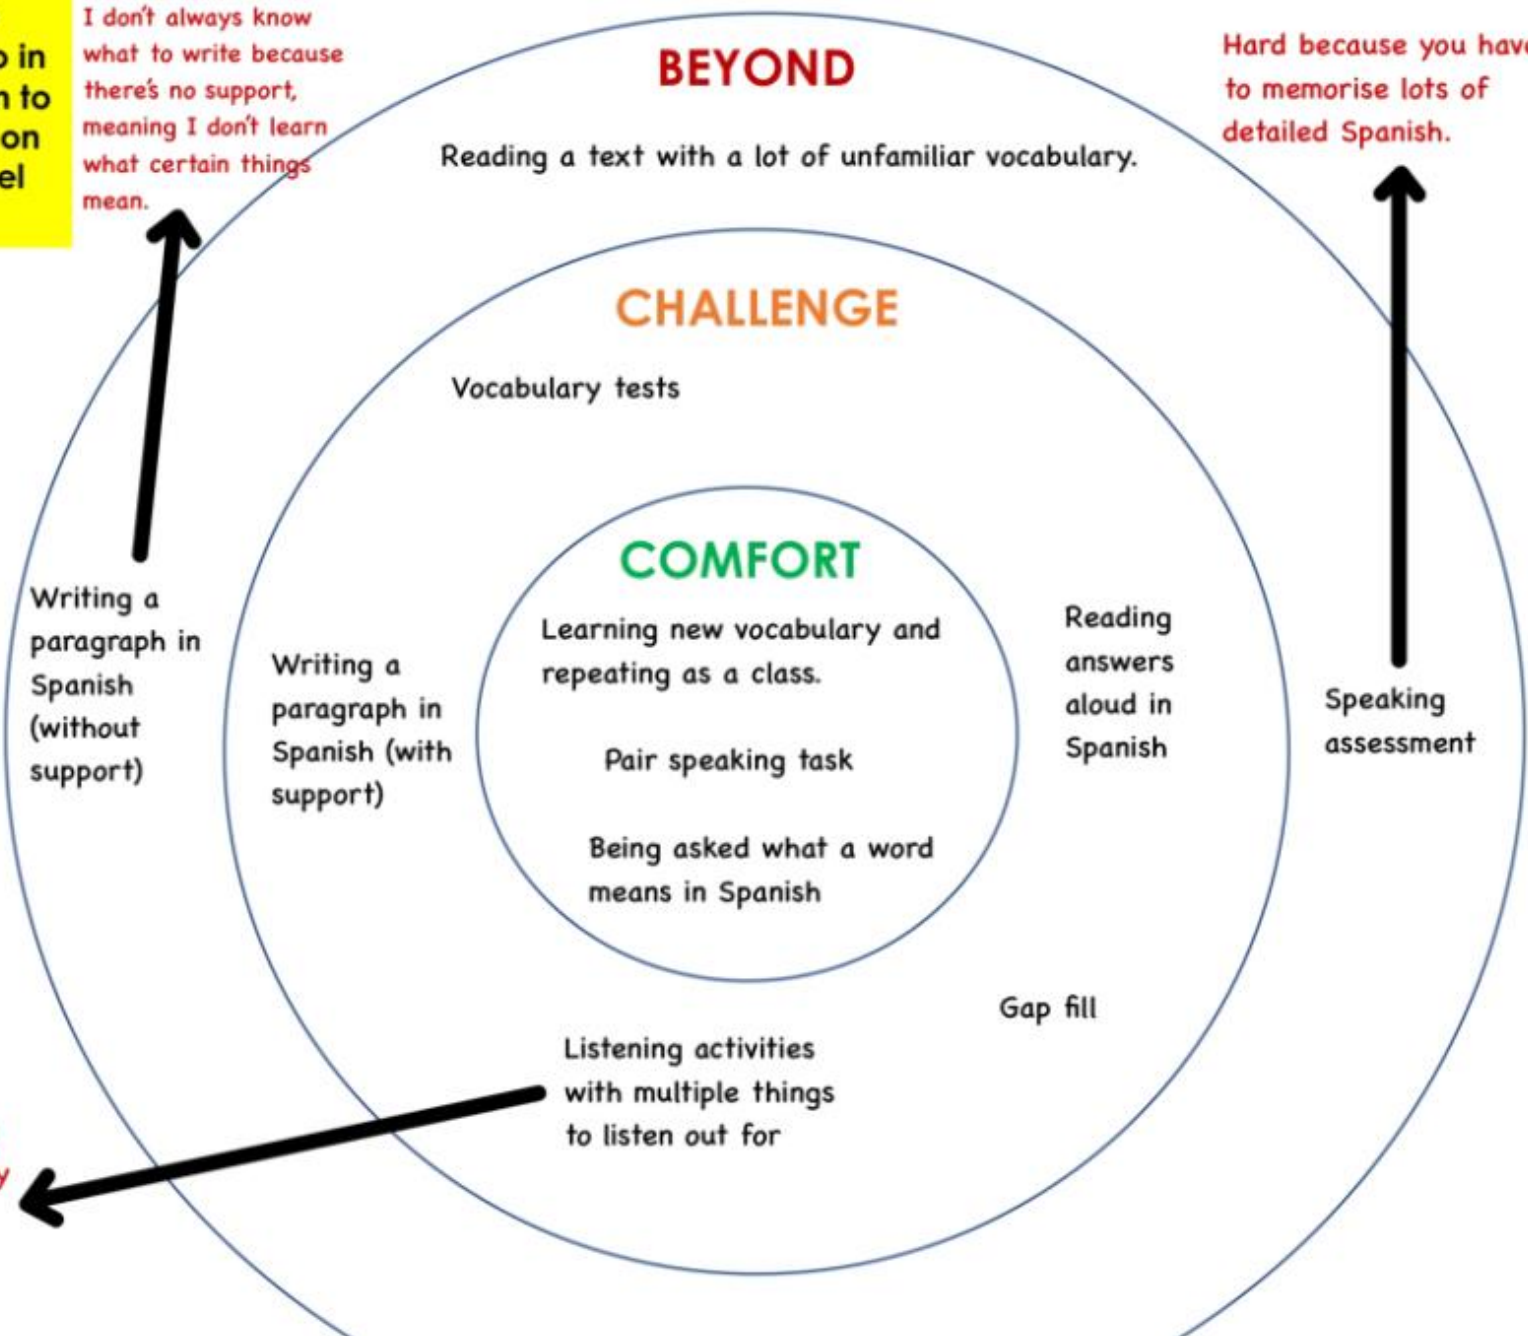 o in
n to
on
el
I don't always know
what to write because
there's no support,
meaning I don't learn
what certain things
mean.
BEYOND
Reading a text with a lot of unfamiliar vocabulary.
Hard because you have
to memorise lots of
detailed Spanish.
CHALLENGE
Vocabulary tests
COMFORT
Learning new vocabulary and
repeating as a class.
Pair speaking task
Being asked what a word
means in Spanish
Writing a
paragraph in
Spanish
(without
support)
Writing a
paragraph in
Spanish (with
support)
Reading
answers
aloud in
Spanish
Speaking
assessment
Gap fill
Listening activities
with multiple things
to listen out for
y